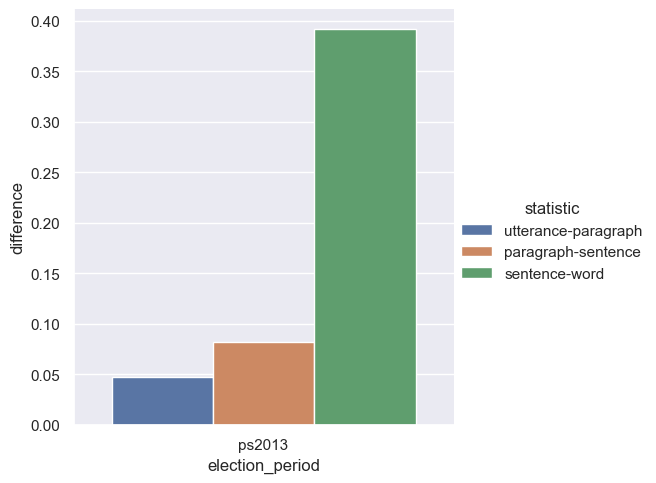 0.40
0.35
0.30
0.25
0.20
0.15
0.10
0.05
0.00
difference
ps2013
election_period
statistic
utterance-paragraph
paragraph-sentence
sentence-word